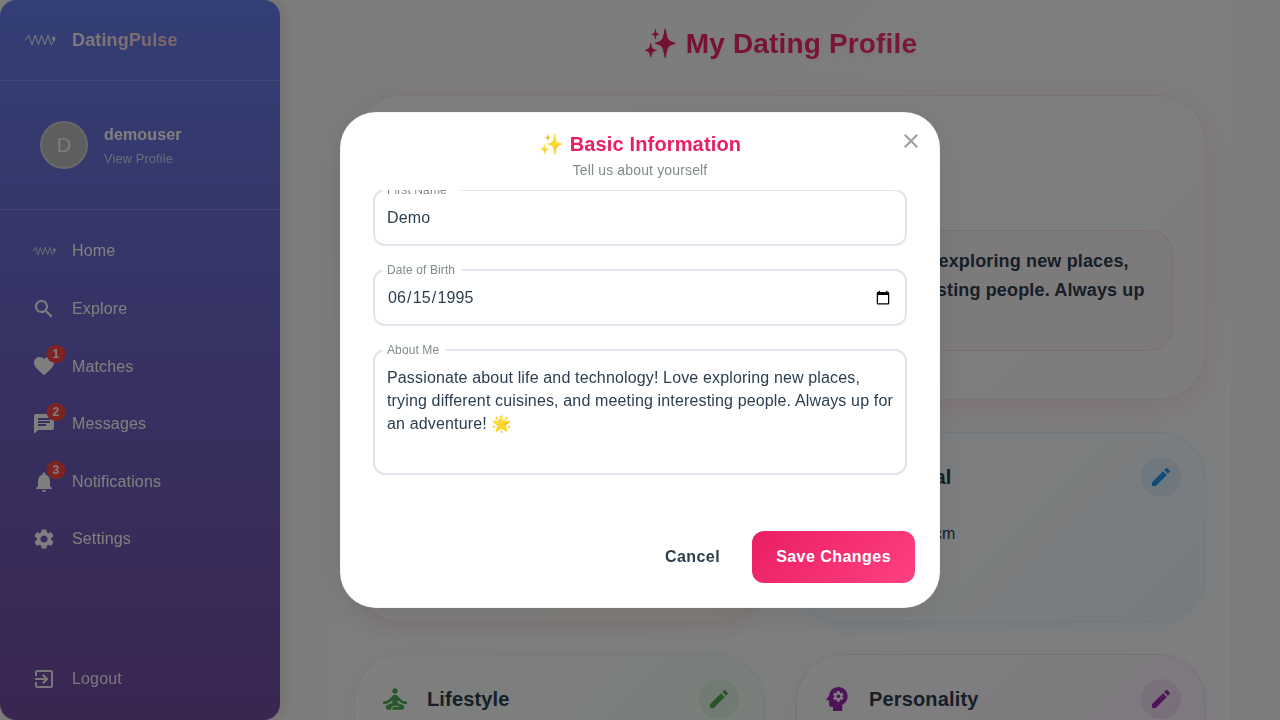 DatingPulse
D
demouser
View Profile
Home
Explore
1
Matches
2
Messages
3
Notifications
Settings
Logout
✨ My Dating Profile
exploring new places,
sting people. Always up
al
cm
Lifestyle
Personality
✨ Basic Information
Tell us about yourself
First Name
Demo
Date of Birth
06/15/1995
About Me
Passionate about life and technology! Love exploring new places,
trying different cuisines, and meeting interesting people. Always up for
an adventure! 🌟
Cancel
Save Changes